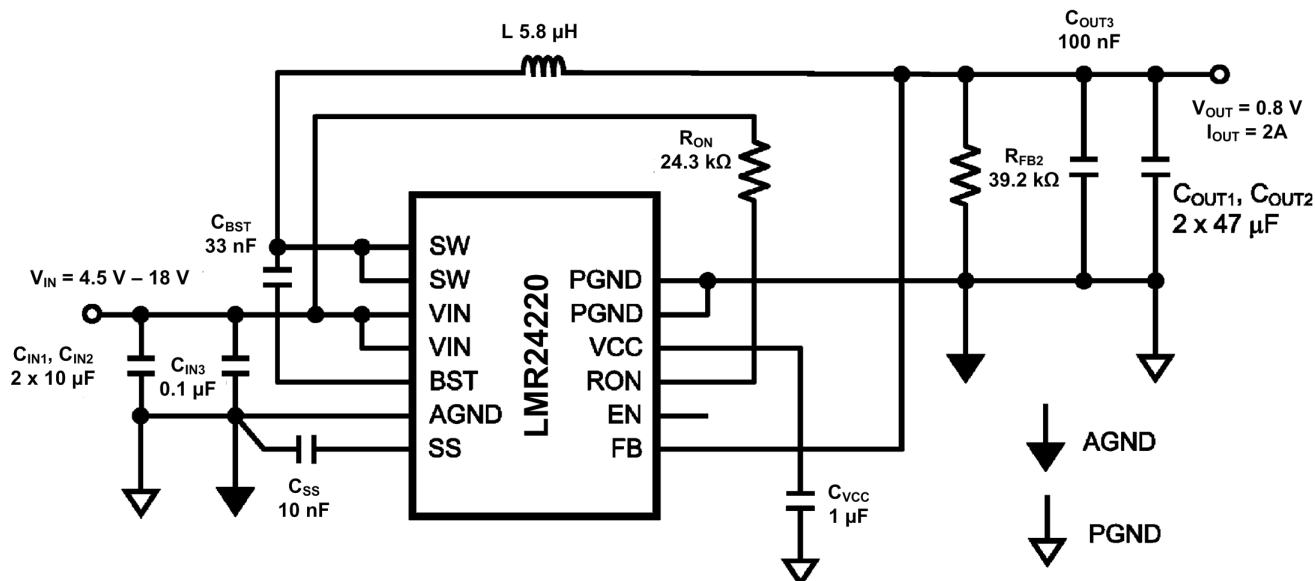 L 5.8 µH
COUT3
100 nF
VOUT = 0.8 V
IOUT = 2A
RON
24.3 kΩ
RFB2
39.2 kΩ
COUT1, COUT2
2 x 47 µF
CBST
33 nF
VIN = 4.5 V – 18 V
CIN1, CIN2
2 x 10 µF
CIN3
0.1 µF
CSS
10 nF
SW
SW
VIN
VIN
BST
AGND
SS
LMR24220
PGND
PGND
VCC
RON
EN
FB
CVCC
1 µF
AGND
PGND